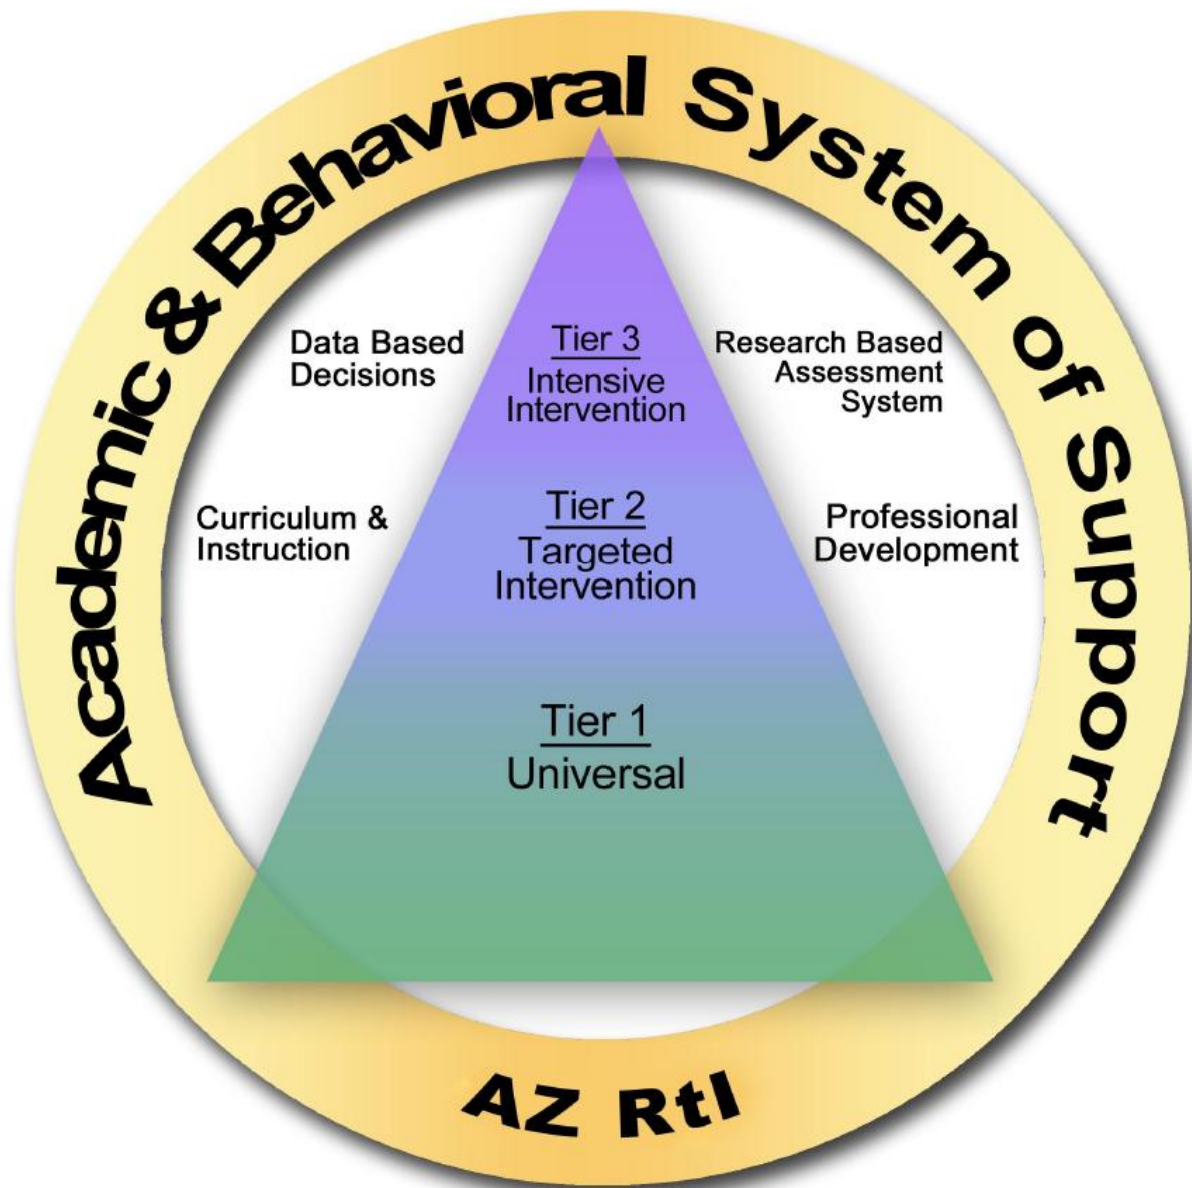 Academic & Behavioral System of Support
Data Based
Decisions
Tier 3
Intensive
Intervention
Research Based
Assessment
System
Curriculum &
Instruction
Tier 2
Targeted
Intervention
Professional
Development
Tier 1
Universal
AZ RtI